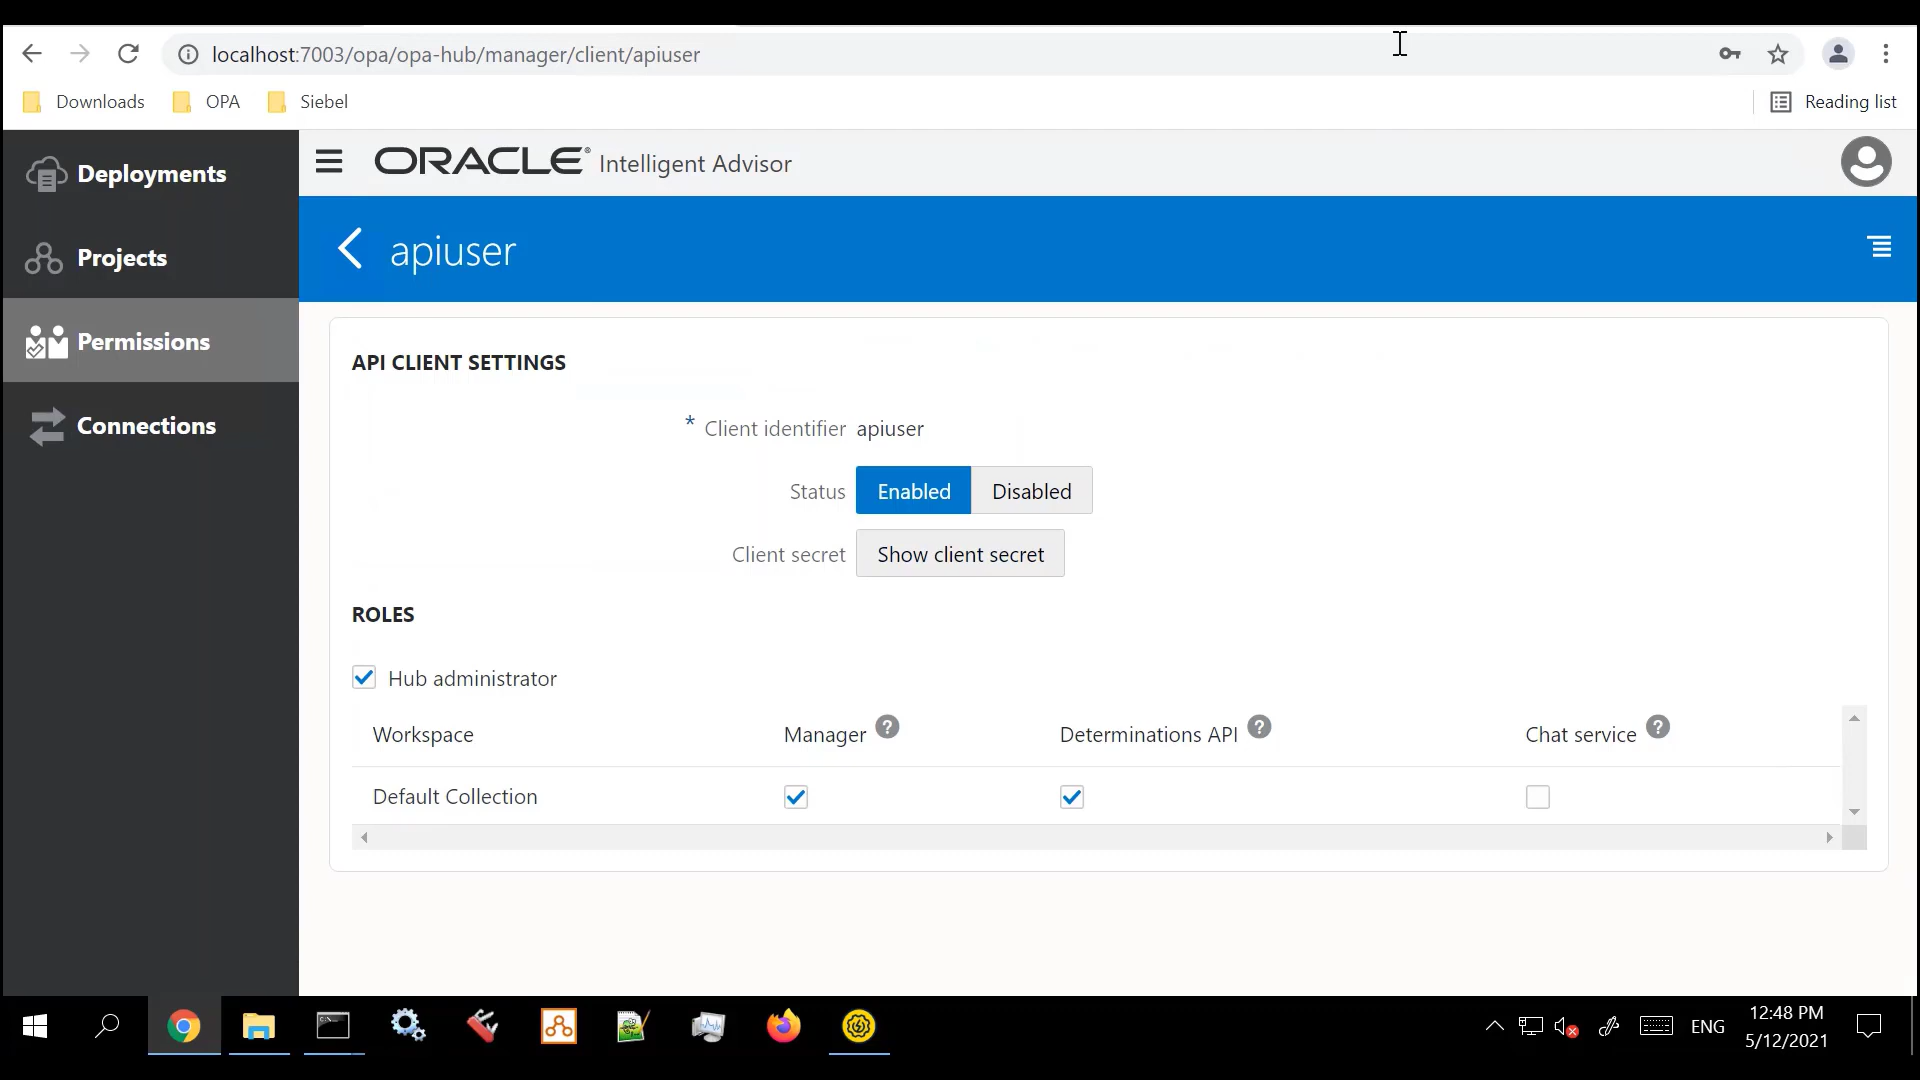 localhost:7003/opa/opa-hub/manager/client/apiuser
Downloads OPA Siebel Reading list
Deployments
Projects
Permissions
Connections
ORACLE® Intelligent Advisor
apiuser
API CLIENT SETTINGS
* Client identifier apiuser
Status Enabled Disabled
Client secret Show client secret
ROLES
Hub administrator
Workspace Manager ? Determinations API ? Chat service ?
Default Collection
ENG
12:48 PM
5/12/2021